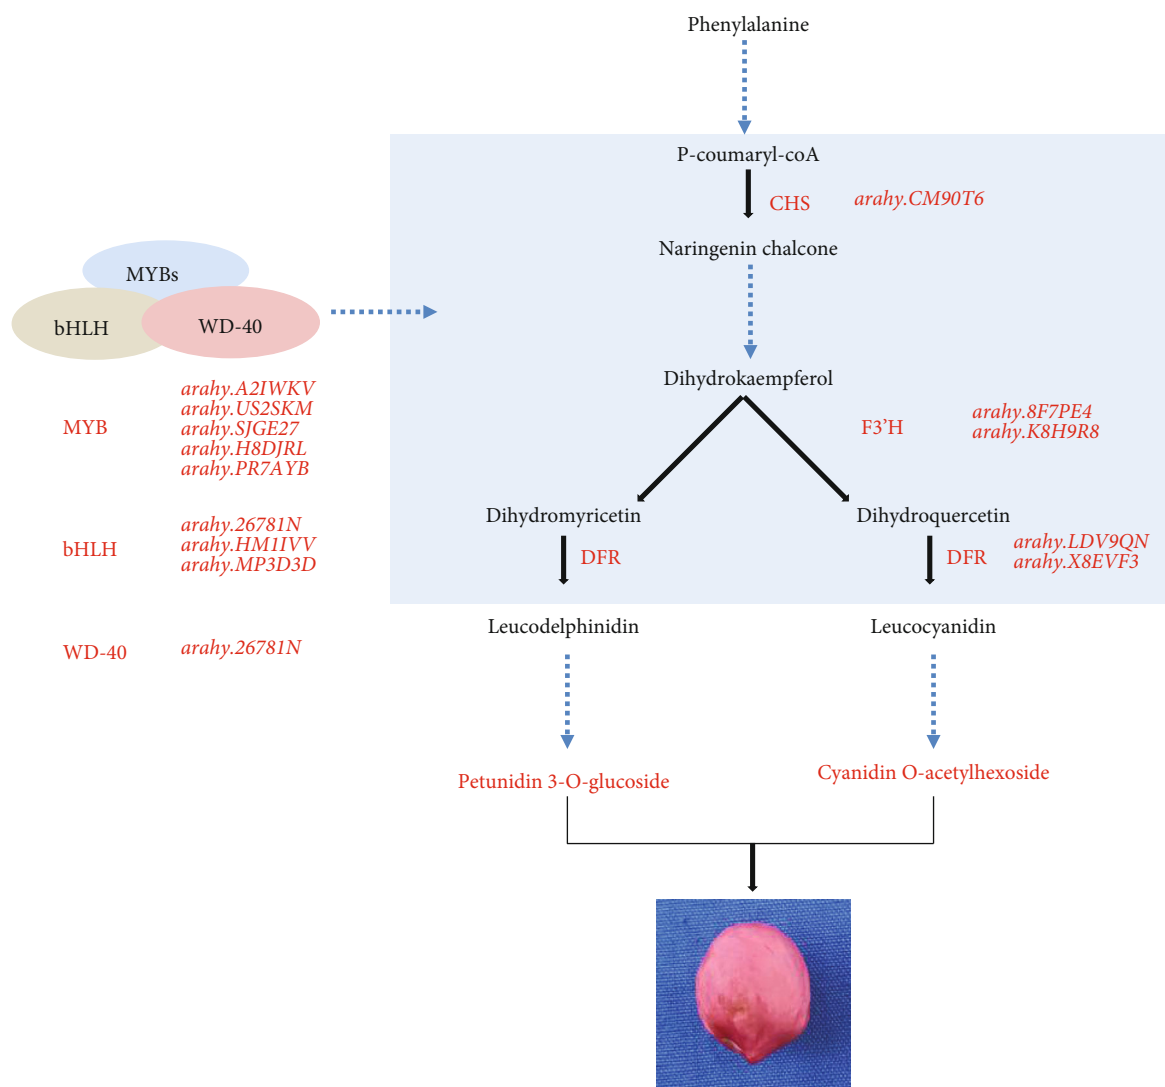 Phenylalanine
P-coumaryl-coA
CHS arahy.CM90T6
Naringenin chalcone
MYBs
bHLH WD-40
Dihydrokaempferol
MYB
arahy.A2IWKV
arahy.US2SKM
arahy.SJGE27
arahy.H8DJRL
arahy.PR7AYB
F3'H
arahy.8F7PE4
arahy.K8H9R8
Dihydromyricetin Dihydroquercetin
bHLH
arahy.26781N
arahy.HM1IVV
arahy.MP3D3D
DFR DFR
arahy.LDV9QN
arahy.X8EVF3
Leucodelphinidin Leucocyanidin
WD-40 arahy.26781N
Petunidin 3-O-glucoside Cyanidin O-acetylhexoside